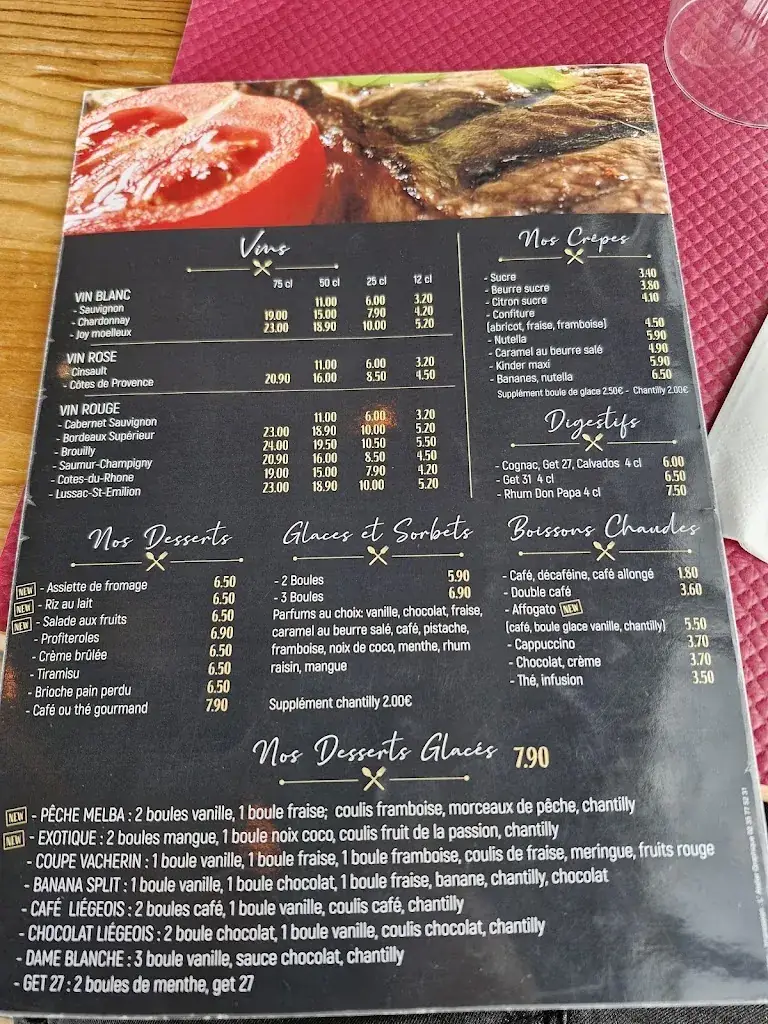 Vins
75 cl 50 cl 25 cl 12 cl
VIN BLANC
- Sauvignon 11.00 6.00 3.20
- Chardonnay 19.00 15.00 7.90 4.20
- Joy moelleux 23.00 18.90 10.00 5.20
VIN ROSE
- Cinsault 11.00 6.00 3.20
- Côtes de Provence 20.90 16.00 8.50 4.50
VIN ROUGE
- Cabernet Sauvignon 11.00 6.00 3.20
- Bordeaux Supérieur 23.00 18.90 10.00 5.20
- Brouilly 24.00 19.50 10.50 5.50
- Saumur-Champigny 20.90 16.00 8.50 4.50
- Cotes-du-Rhone 19.00 15.00 7.90 4.20
- Lussac-St-Emilion 23.00 18.90 10.00 5.20
Nos Crêpes
- Sucre 3.40
- Beurre sucre 3.80
- Citron sucre 4.10
- Confiture
(abricot, fraise, framboise) 4.50
- Nutella 5.90
- Caramel au beurre salé 4.90
- Kinder maxi 5.90
- Bananes, nutella 6.50
Supplément boule de glace 2.50€ - Chantilly 2.00€
Digestifs
- Cognac, Get 27, Calvados 4 cl 6.00
- Get 31 4 cl 6.50
- Rhum Don Papa 4 cl 7.50
Nos Desserts
NEW - Assiette de fromage 6.50
NEW - Riz au lait 6.50
NEW - Salade aux fruits 6.50
- Profiteroles 6.90
- Crème brûlée 6.50
- Tiramisu 6.50
- Brioche pain perdu 6.50
- Café ou thé gourmand 7.90
Glaces et Sorbets
- 2 Boules 5.90
- 3 Boules 6.90
Parfums au choix: vanille, chocolat, fraise,
caramel au beurre salé, café, pistache,
framboise, noix de coco, menthe, rhum
raisin, mangue
Supplément chantilly 2.00€
Boissons Chaudes
- Café, décaféine, café allongé 1.80
- Double café 3.60
- Affogato NEW
(café, boule glace vanille, chantilly) 5.50
- Cappuccino 3.70
- Chocolat, crème 3.70
- Thé, infusion 3.50
Nos Desserts Glacés 7.90
NEW - PÊCHE MELBA : 2 boules vanille, 1 boule fraise; coulis framboise, morceaux de pêche, chantilly
NEW - EXOTIQUE : 2 boules mangue, 1 boule noix coco, coulis fruit de la passion, chantilly
- COUPE VACHERIN : 1 boule vanille, 1 boule fraise, 1 boule framboise, coulis de fraise, meringue, fruits rouge
- BANANA SPLIT : 1 boule vanille, 1 boule chocolat, 1 boule fraise, banane, chantilly, chocolat
- CAFÉ LIÉGEOIS : 2 boules café, 1 boule vanille, coulis café, chantilly
- CHOCOLAT LIÉGEOIS : 2 boule chocolat, 1 boule vanille, coulis chocolat, chantilly
- DAME BLANCHE : 3 boule vanille, sauce chocolat, chantilly
- GET 27 : 2 boules de menthe, get 27